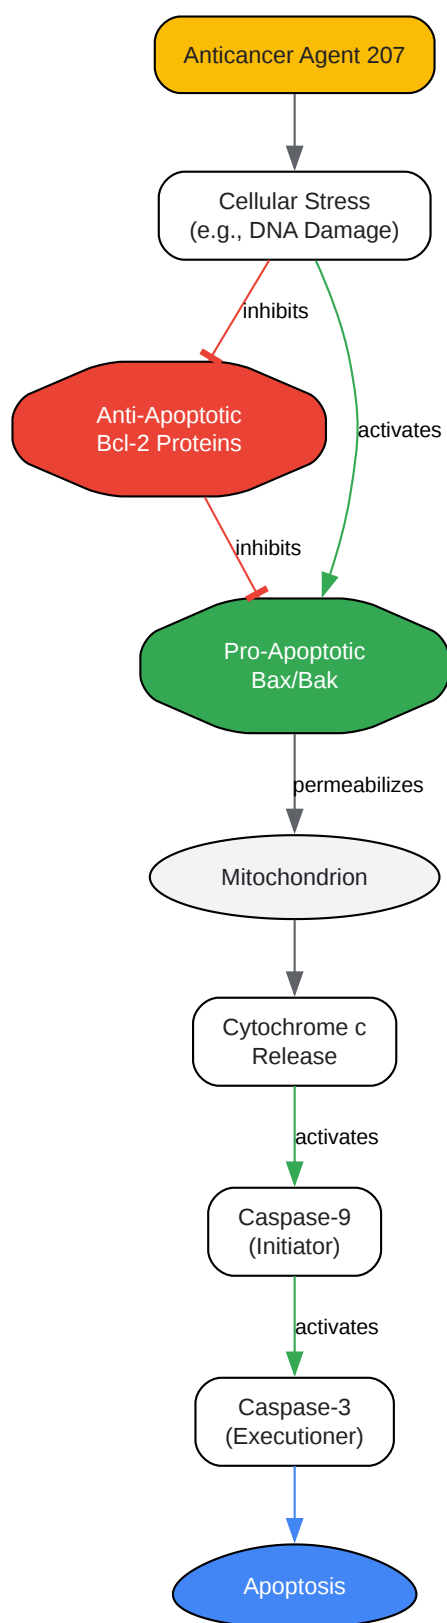 Anticancer Agent 207
Cellular Stress
(e.g., DNA Damage)
inhibits
Anti-Apoptotic
Bcl-2 Proteins
activates
inhibits
Pro-Apoptotic
Bax/Bak
permeabilizes
Mitochondrion
Cytochrome c
Release
activates
Caspase-9
(Initiator)
activates
Caspase-3
(Executioner)
Apoptosis